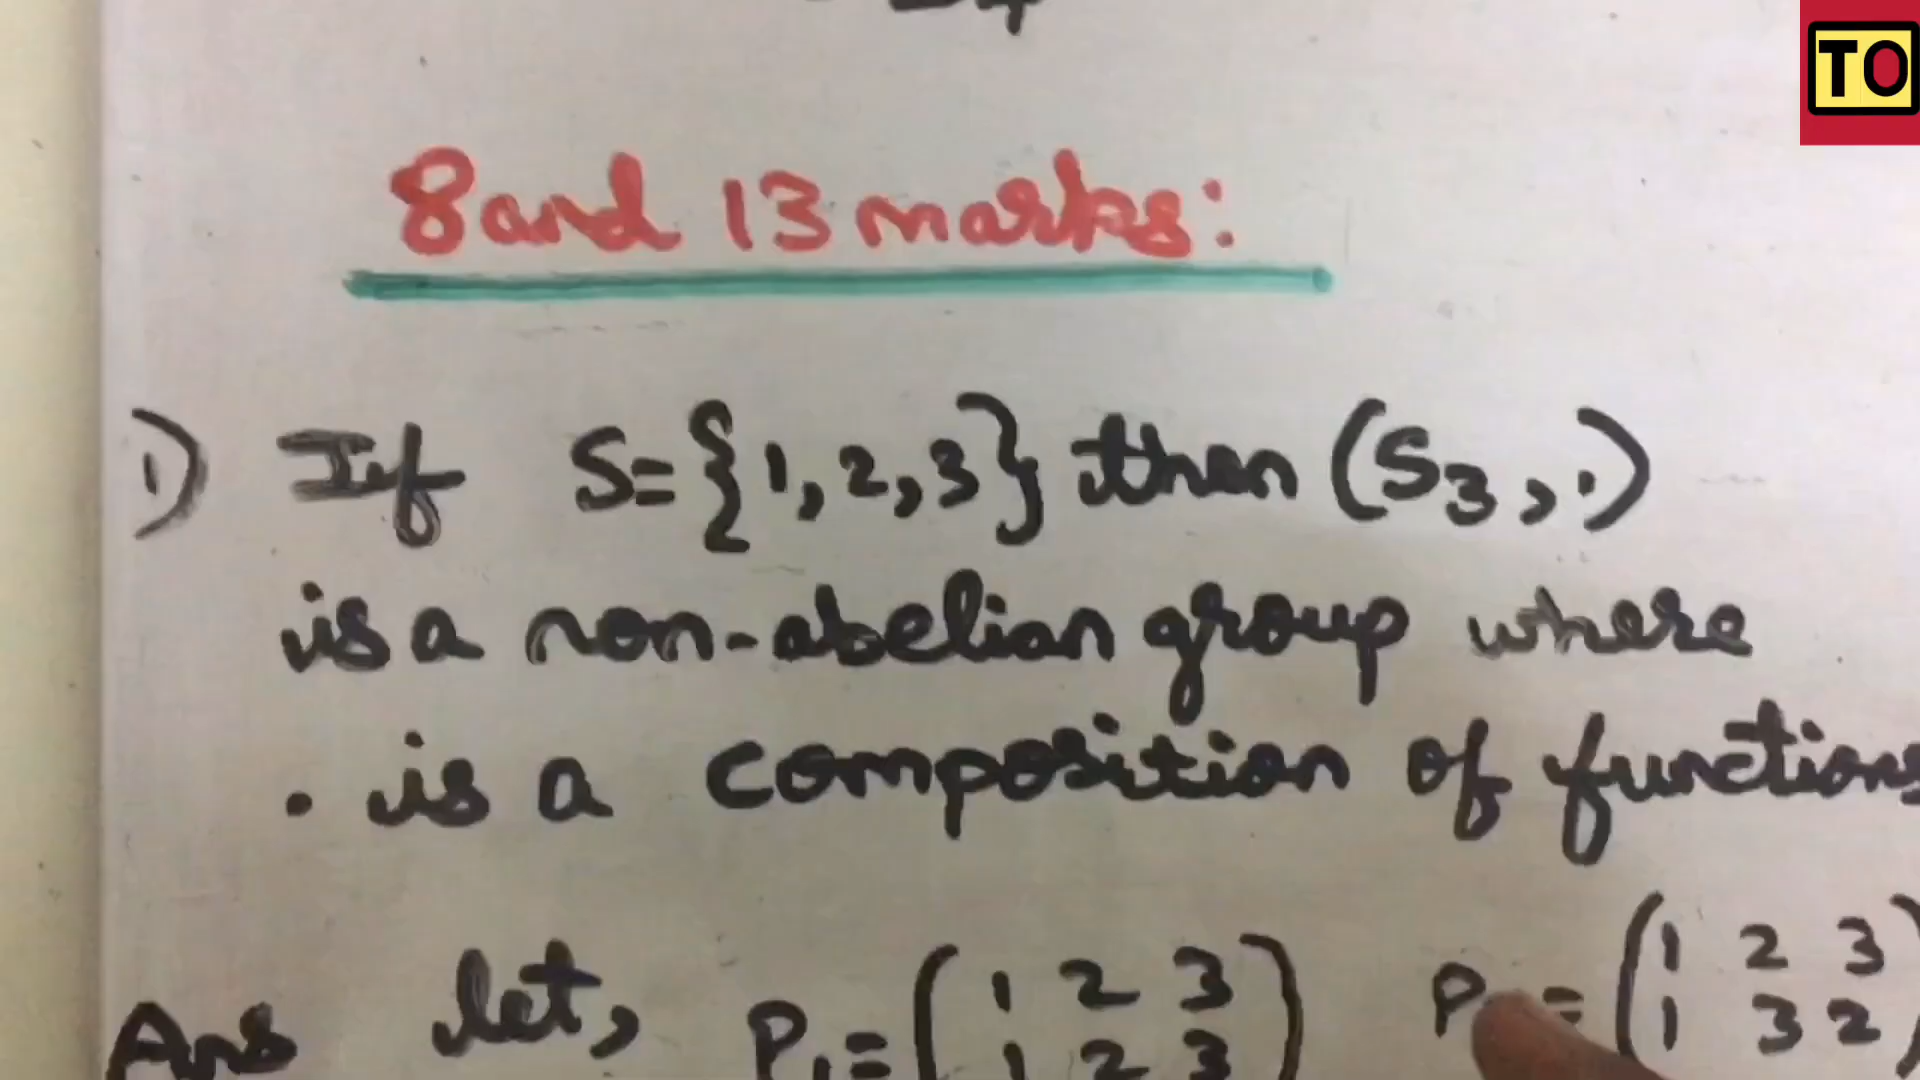 TO
8 and 13 marks:
1) If S={1,2,3} then (S3,.)
is a non-abelian group where
. is a composition of functions
Ans let, P1=(1 2 3 P =(1 2 3
1 2 3) 1 3 2)